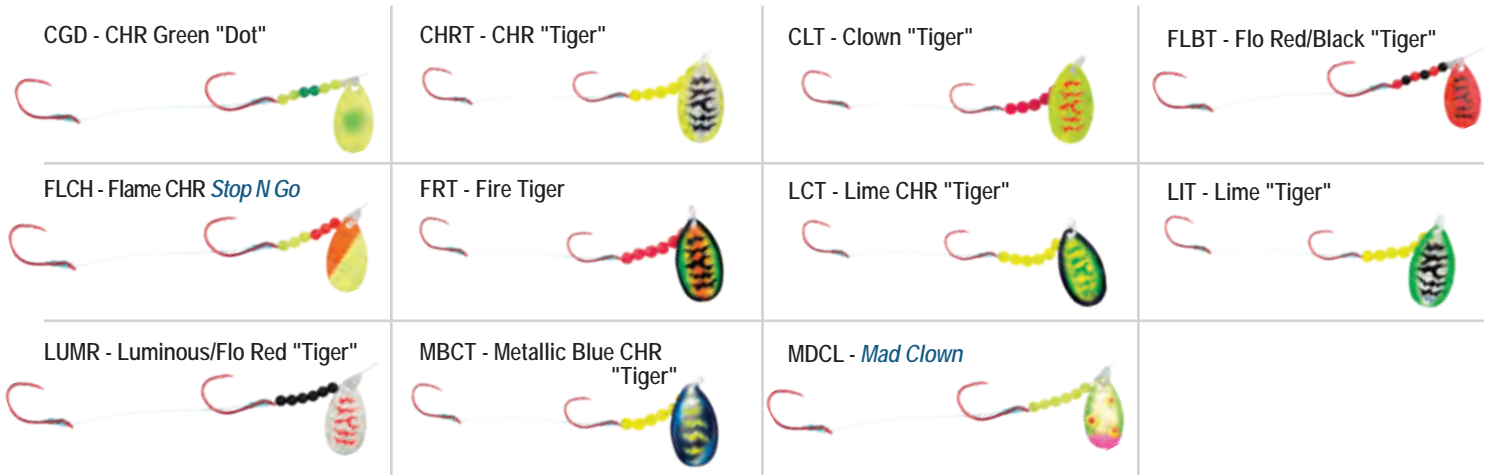 CGD - CHR Green "Dot"
CHRT - CHR "Tiger"
CLT - Clown "Tiger"
FLBT - Flo Red/Black "Tiger"
FLCH - Flame CHR Stop N Go
FRT - Fire Tiger
LCT - Lime CHR "Tiger"
LIT - Lime "Tiger"
LUMR - Luminous/Flo Red "Tiger"
MBCT - Metallic Blue CHR
"Tiger"
MDCL - Mad Clown